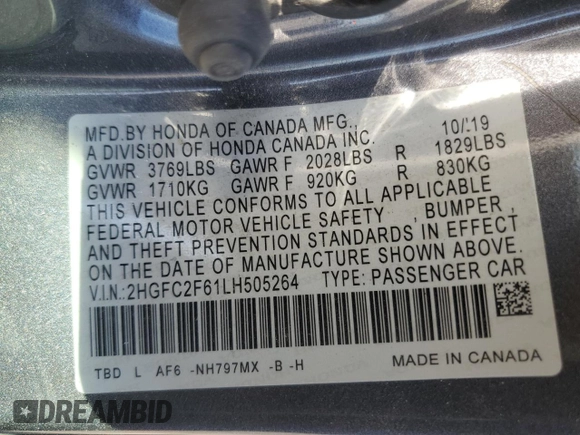 MFD.BY HONDA OF CANADA MFG., 10/19
A DIVISION OF HONDA CANADA INC.
GVWR 3769LBS GAWR F 2028LBS R 1829LBS
GVWR 1710KG GAWR F 920KG R 830KG
THIS VEHICLE CONFORMS TO ALL APPLICABLE
FEDERAL MOTOR VEHICLE SAFETY , BUMPER ,
AND THEFT PREVENTION STANDARDS IN EFFECT
ON THE DATE OF MANUFACTURE SHOWN ABOVE.
V.I.N.:2HGFC2F61LH505264 TYPE: PASSENGER CAR
TBD L AF6 -NH797MX -B -H MADE IN CANADA
DREAMBID